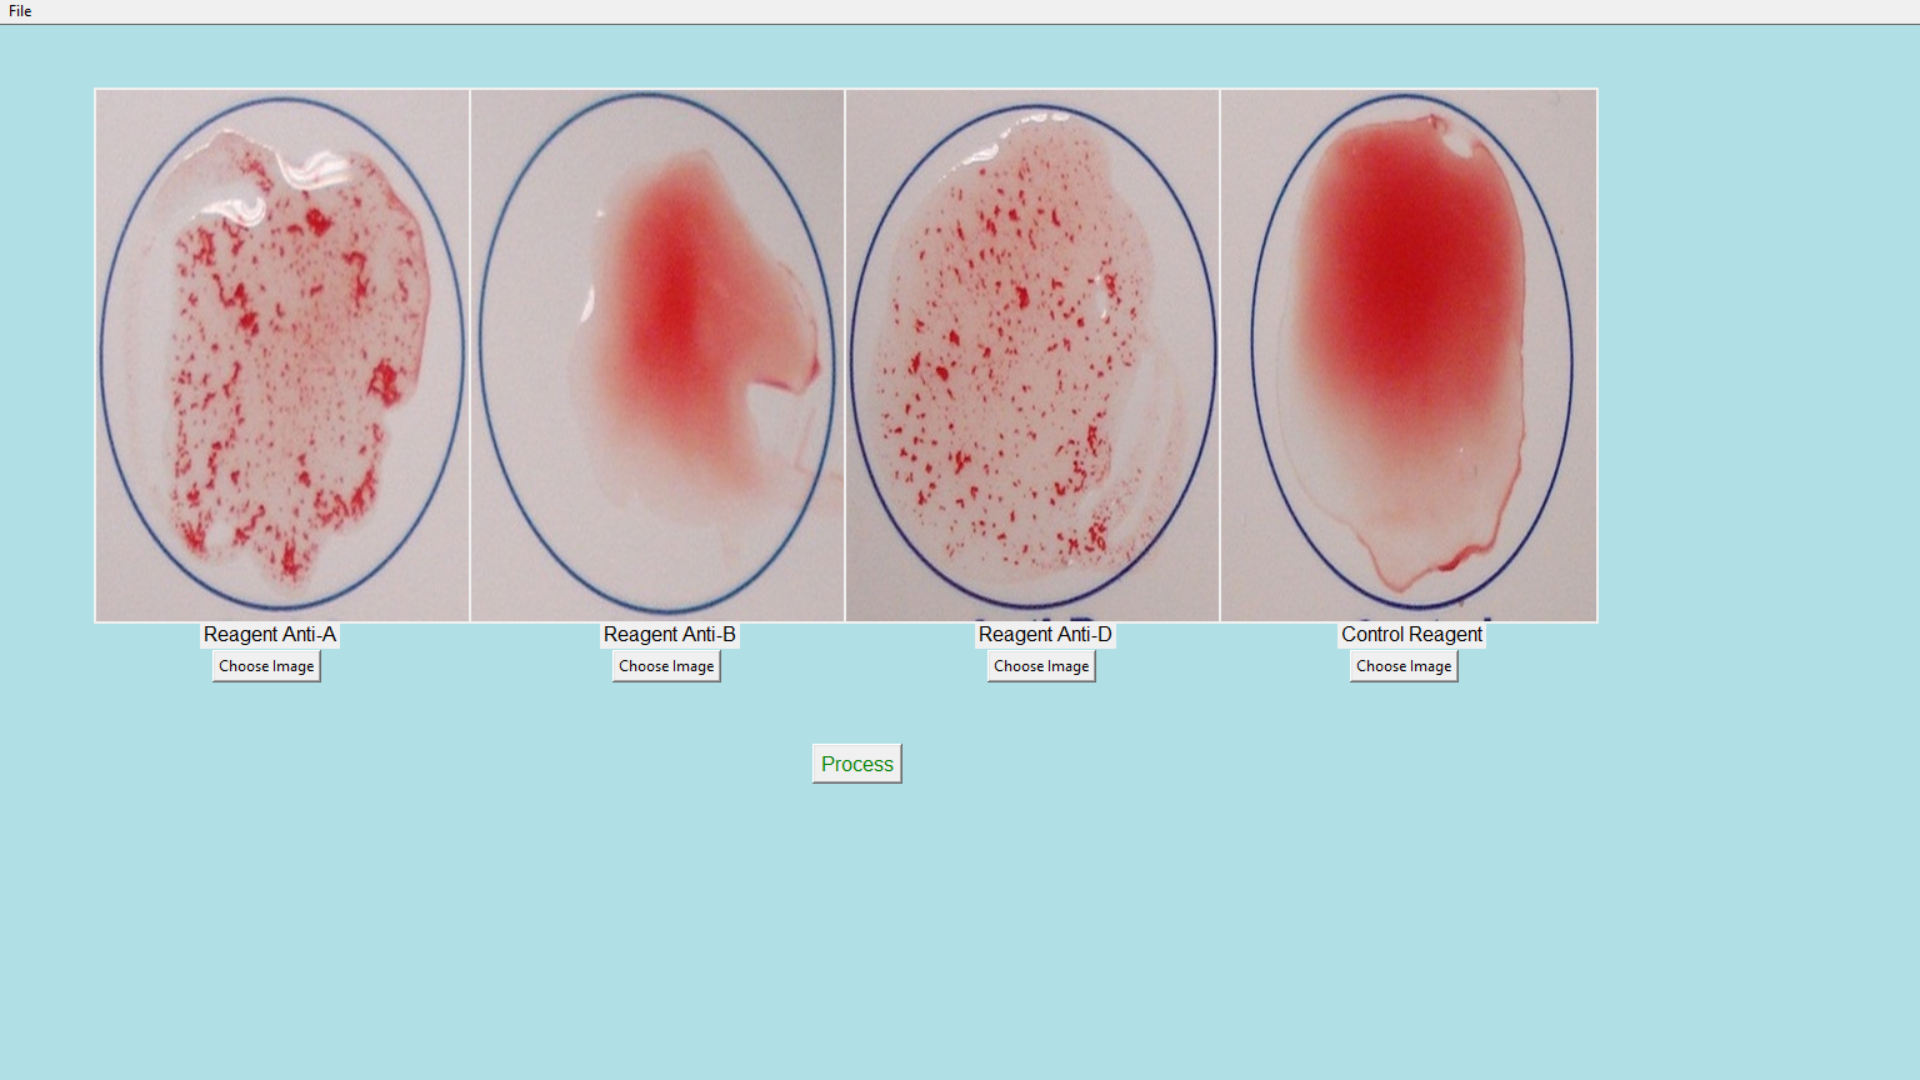 File
Reagent Anti-A
Reagent Anti-B
Reagent Anti-D
Control Reagent
Choose Image
Choose Image
Choose Image
Choose Image
Process